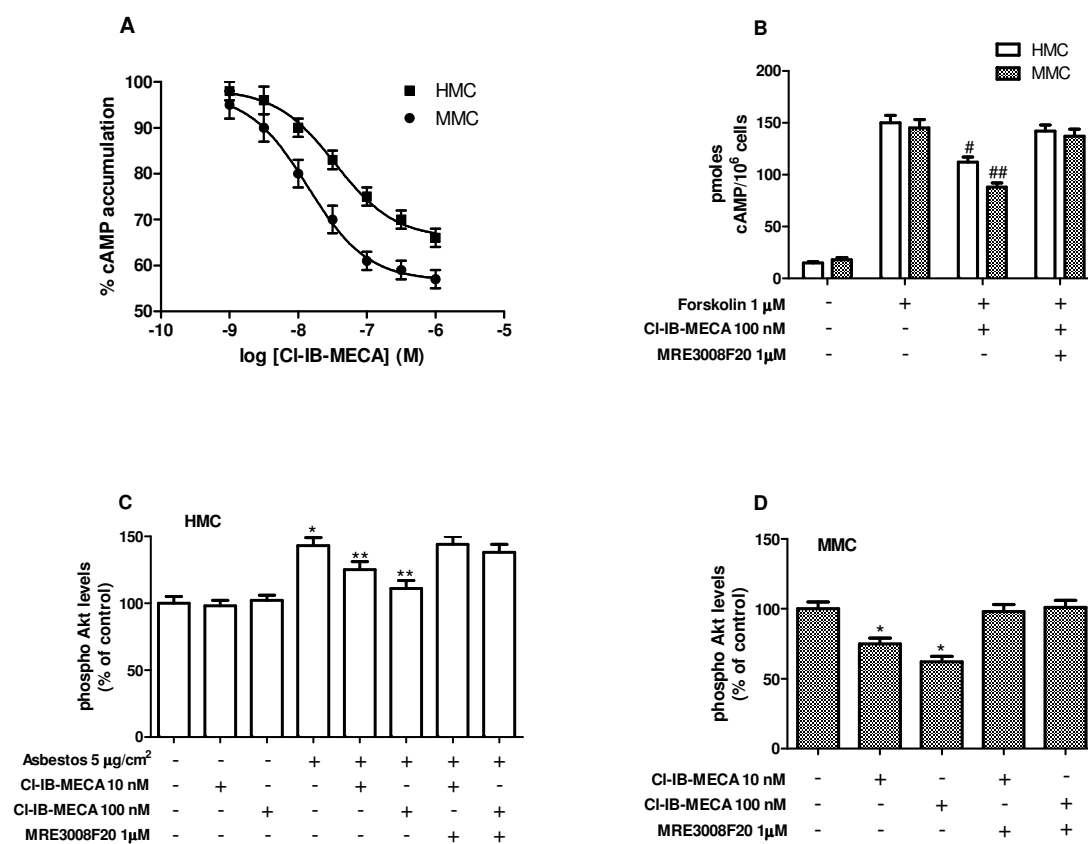 A
% cAMP accumulation
100
90
80
70
60
50
-10 -9 -8 -7 -6 -5
log [Cl-IB-MECA] (M)
HMC
MMC
B
HMC
MMC
pmoles
cAMP/10⁶ cells
200
150
100
50
0
# ##
Forskolin 1 µM - + + +
Cl-IB-MECA 100 nM - - + +
MRE3008F20 1µM - - - +
C
HMC
phospho Akt levels
(% of control)
150
100
50
0
* ** **
Asbestos 5 µg/cm² - - - + + + + +
Cl-IB-MECA 10 nM - + - - + - + -
Cl-IB-MECA 100 nM - - + - - + - +
MRE3008F20 1µM - - - - - - + +
D
MMC
phospho Akt levels
(% of control)
150
100
50
0
* *
Cl-IB-MECA 10 nM - + - + -
Cl-IB-MECA 100 nM - - + - +
MRE3008F20 1µM - - - + +